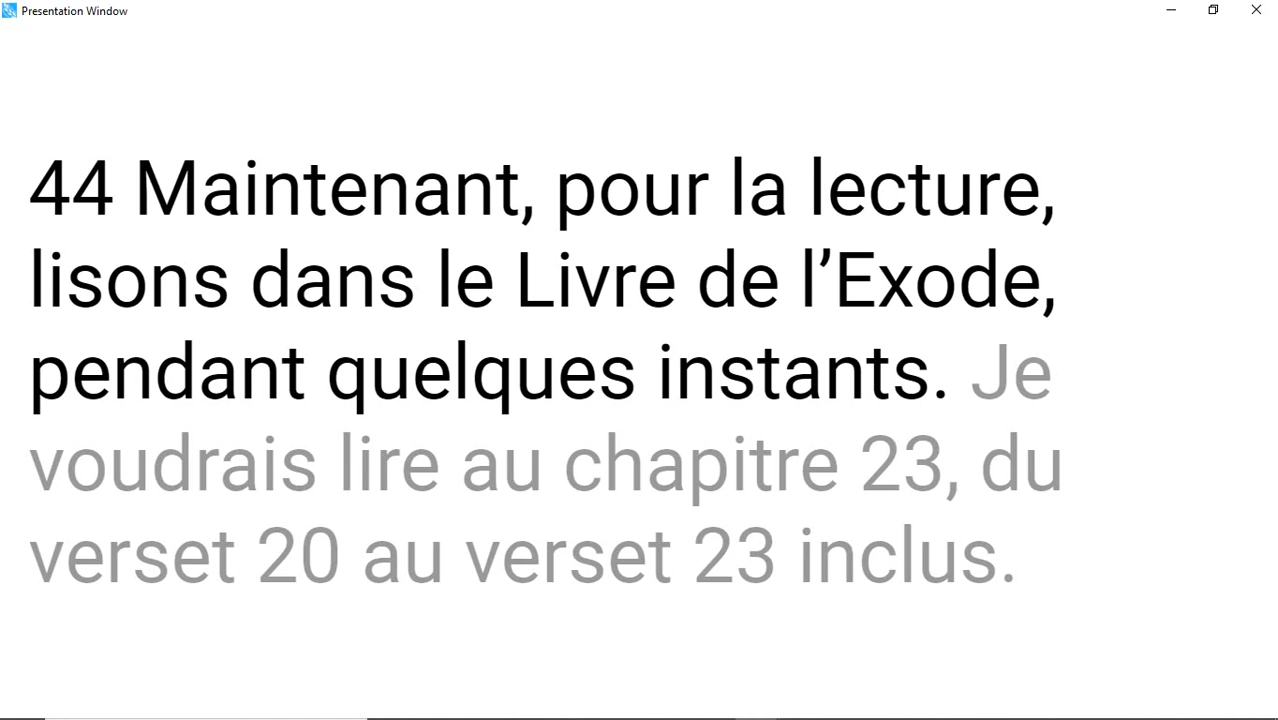 Presentation Window
44 Maintenant, pour la lecture,
lisons dans le Livre de l’Exode,
pendant quelques instants. Je
voudrais lire au chapitre 23, du
verset 20 au verset 23 inclus.